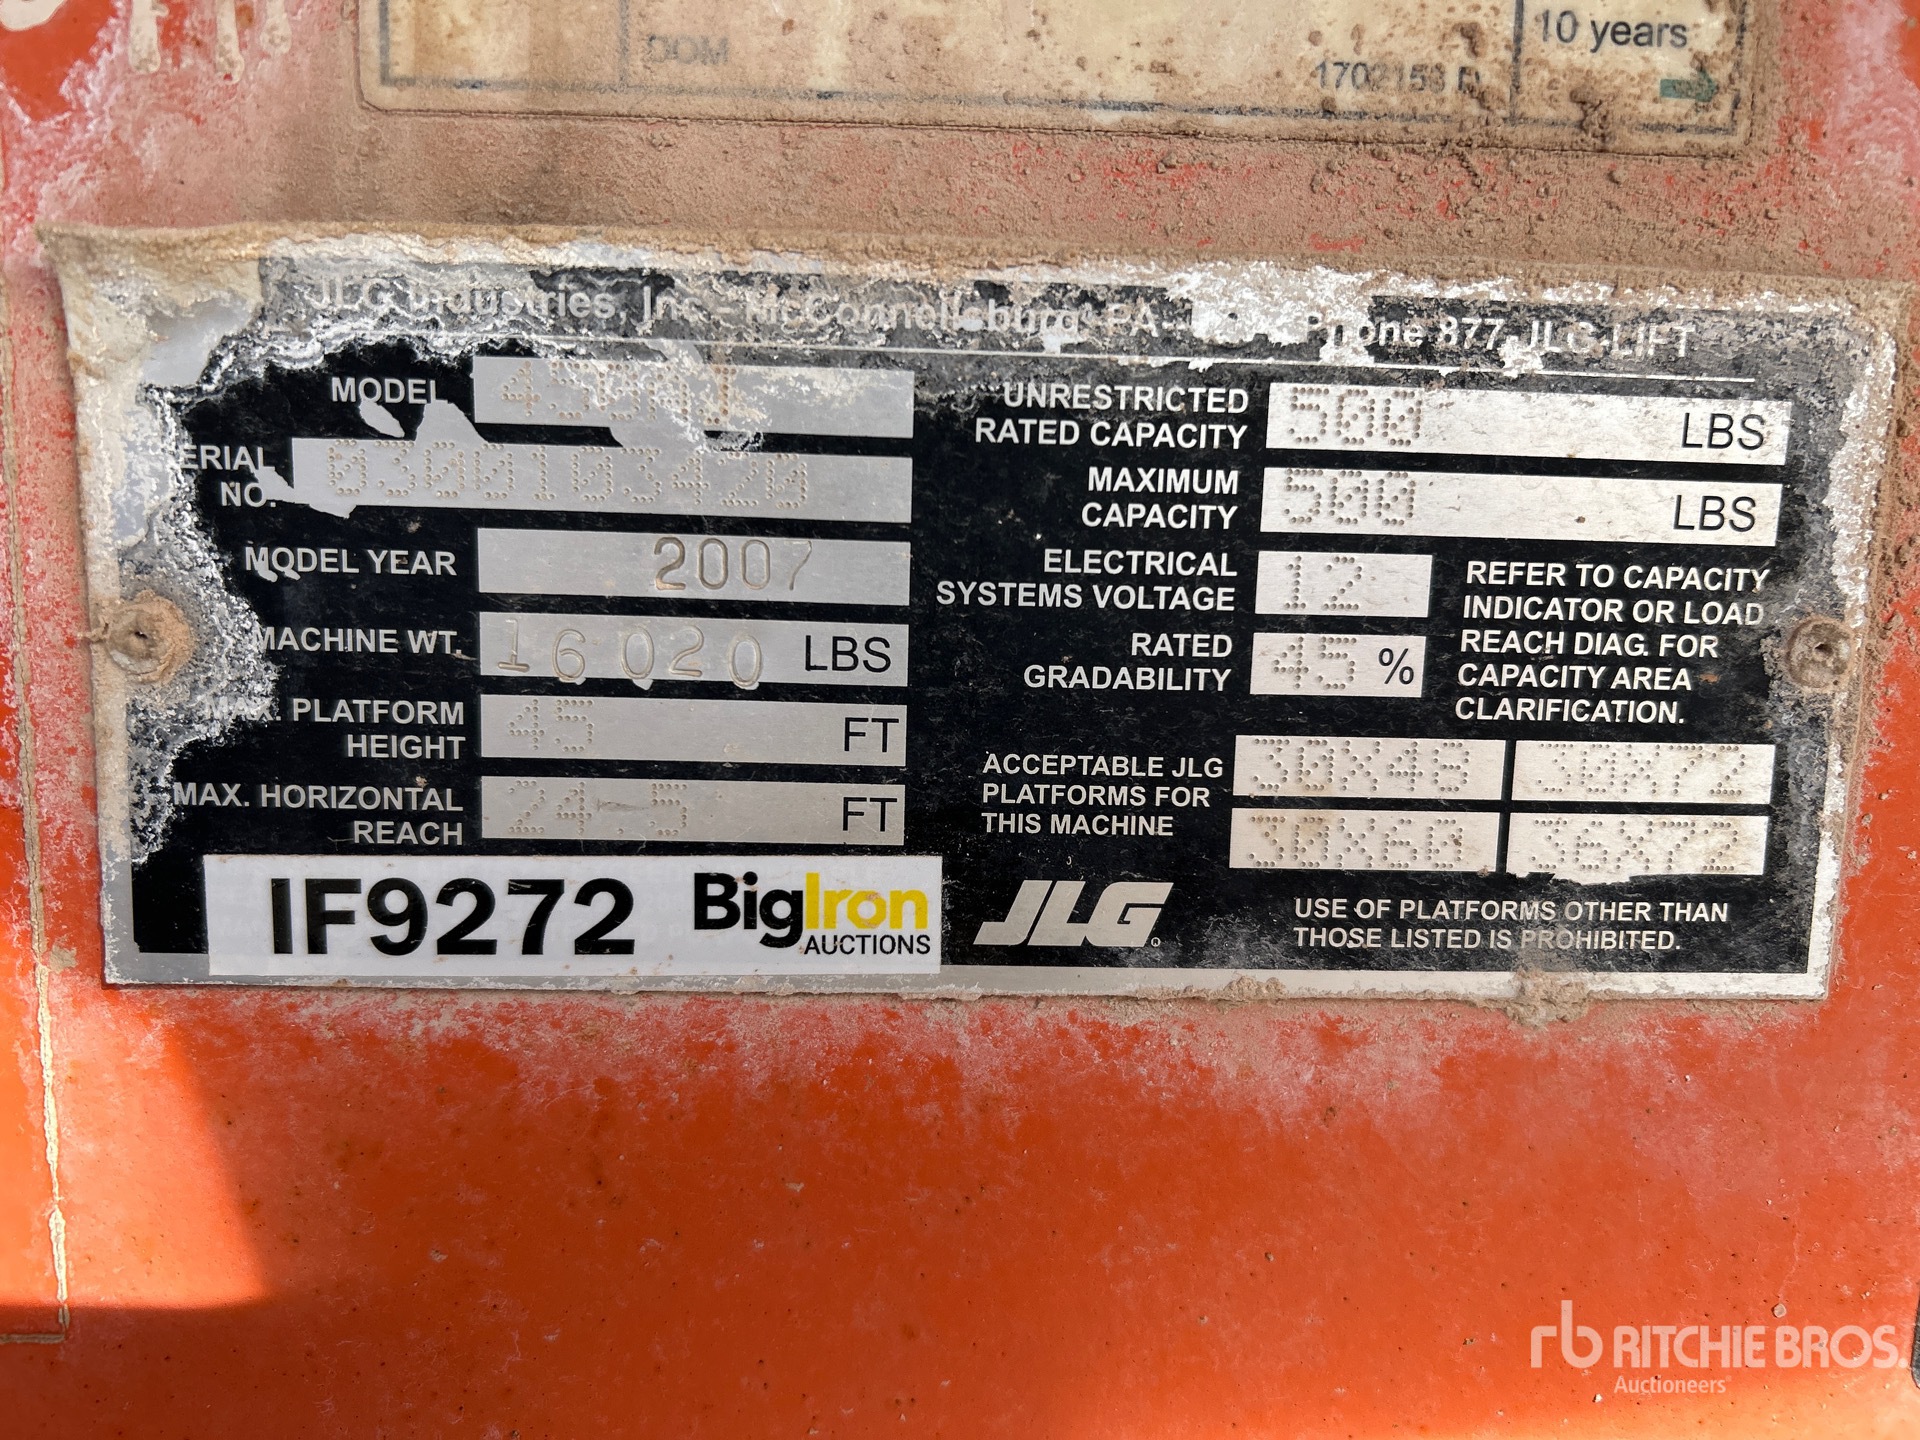 DOM
10 years
JLG Industries, Inc. - McConnellsburg, PA - Phone 877-JLG-LIFT
MODEL 450AJ
ERIAL NO. 0300103420
MODEL YEAR 2007
MACHINE WT. 16020 LBS
MAX. PLATFORM HEIGHT 45 FT
MAX. HORIZONTAL REACH 24.5 FT
IF9272 BigIron AUCTIONS
UNRESTRICTED RATED CAPACITY 500 LBS
MAXIMUM CAPACITY 500 LBS
ELECTRICAL SYSTEMS VOLTAGE 12
RATED GRADABILITY 45 %
REFER TO CAPACITY
INDICATOR OR LOAD
REACH DIAG. FOR
CAPACITY AREA
CLARIFICATION.
ACCEPTABLE JLG
PLATFORMS FOR
THIS MACHINE
30X48 30X72
30X60 36X72
JLG
USE OF PLATFORMS OTHER THAN
THOSE LISTED IS PROHIBITED.
rb RITCHIE BROS.
Auctioneers